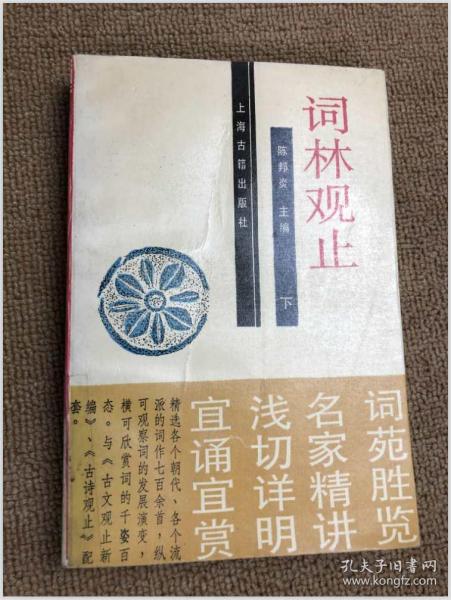 词林观止
陈邦炎 主编
下
上海古籍出版社
词苑胜览
名家精讲
浅切详明
宜诵宜赏
精选各个朝代、各个流
派的词作七百余首，纵
可观察词的发展演变，
横可欣赏词的千姿百
态。与《古文观止新
编》、《古诗观止》配
套。
孔夫子旧书网
www.kongfz.com